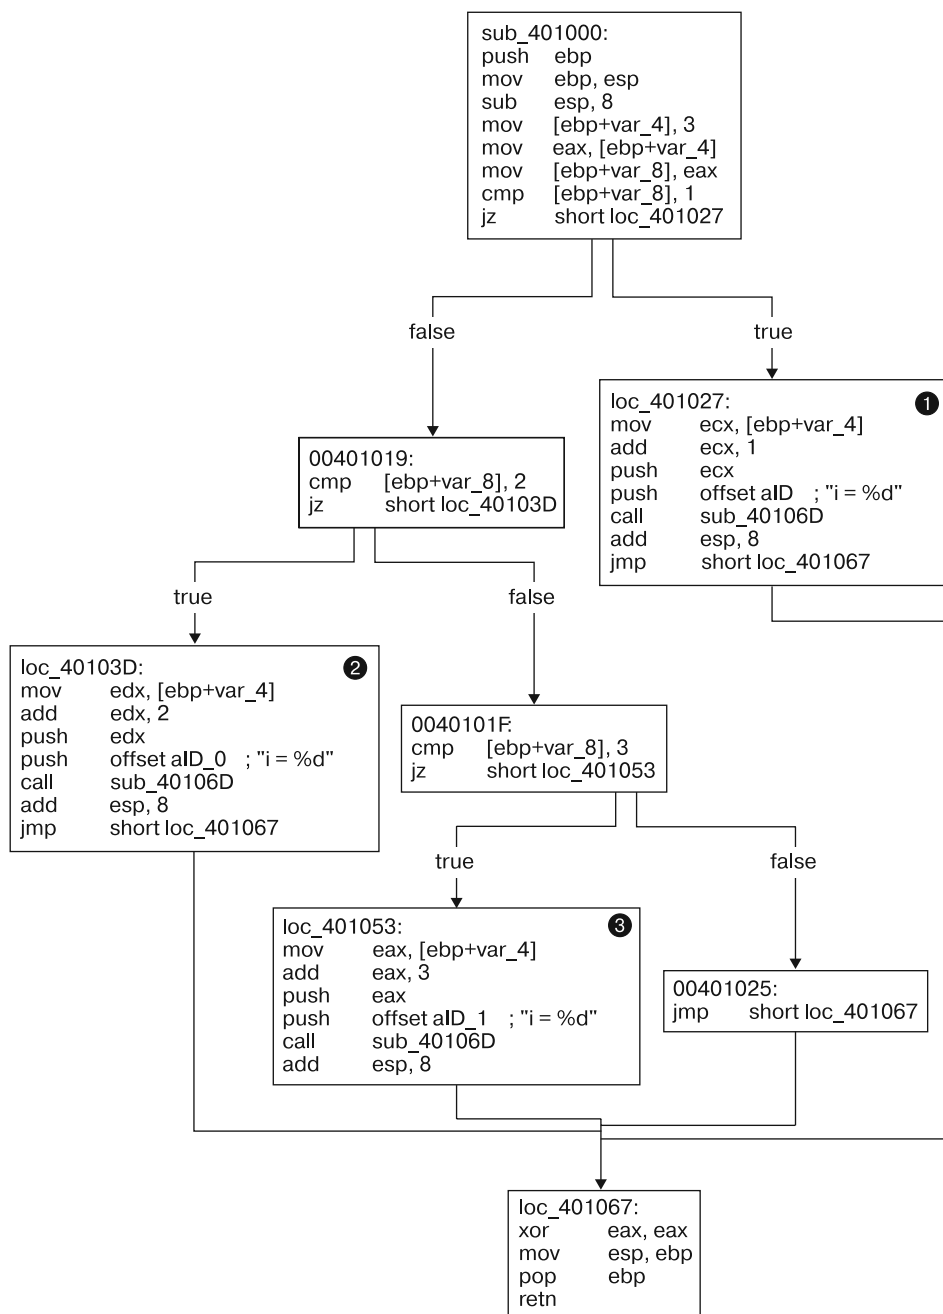 sub_401000:
push ebp
mov ebp, esp
sub esp, 8
mov [ebp+var_4], 3
mov eax, [ebp+var_4]
mov [ebp+var_8], eax
cmp [ebp+var_8], 1
jz short loc_401027
false
true
loc_401027:
1
mov ecx, [ebp+var_4]
add ecx, 1
push ecx
push offset aID ; "i = %d"
call sub_40106D
add esp, 8
jmp short loc_401067
00401019:
cmp [ebp+var_8], 2
jz short loc_40103D
true
false
loc_40103D:
2
mov edx, [ebp+var_4]
add edx, 2
push edx
push offset aID_0 ; "i = %d"
call sub_40106D
add esp, 8
jmp short loc_401067
0040101F:
cmp [ebp+var_8], 3
jz short loc_401053
true
false
loc_401053:
3
mov eax, [ebp+var_4]
add eax, 3
push eax
push offset aID_1 ; "i = %d"
call sub_40106D
add esp, 8
00401025:
jmp short loc_401067
loc_401067:
xor eax, eax
mov esp, ebp
pop ebp
retn